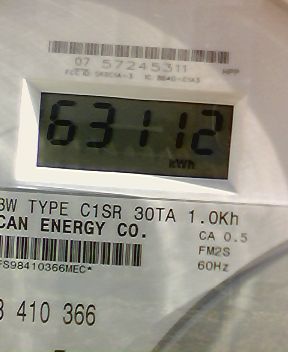 07 57245311
63112
kWh
TYPE C1SR 30TA 1.0Kh
CAN ENERGY CO.
CA 0.5
FM2S
60Hz
FS98410366MEC*
410 366